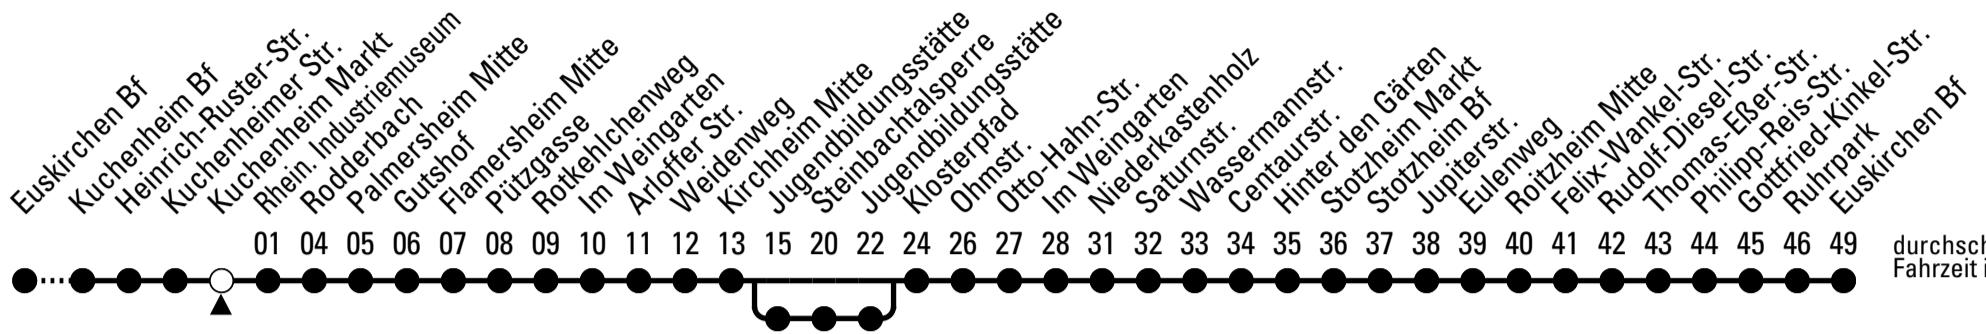 Euskirchen Bf
Kuchenheim Bf
Heinrich-Ruster-Str.
Kuchenheimer Str.
Kuchenheim Markt
Rhein. Industriemuseum
Rodderbach
Palmersheim Mitte
Gutshof
Flamersheim Mitte
Pützgasse
Rotkehlchenweg
Im Weingarten
Arloffer Str.
Weidenweg
Kirchheim Mitte
Jugendbildungsstätte
Steinbachtalsperre
Jugendbildungsstätte
Klosterpfad
Ohmstr.
Otto-Hahn-Str.
Im Weingarten
Niederkastenholz
Saturnstr.
Wassermannstr.
Centaurstr.
Hinter den Gärten
Stotzheim Markt
Stotzheim Bf
Jupiterstr.
Eulenweg
Roitzheim Mitte
Felix-Wankel-Str.
Rudolf-Diesel-Str.
Thomas-Eßer-Str.
Philipp-Reis-Str.
Gottfried-Kinkel-Str.
Ruhrpark
Euskirchen Bf
01 04 05 06 07 08 09 10 11 12 13 15 20 22 24 26 27 28 31 32 33 34 35 36 37 38 39 40 41 42 43 44 45 46 49
durchsch
Fahrzeit i